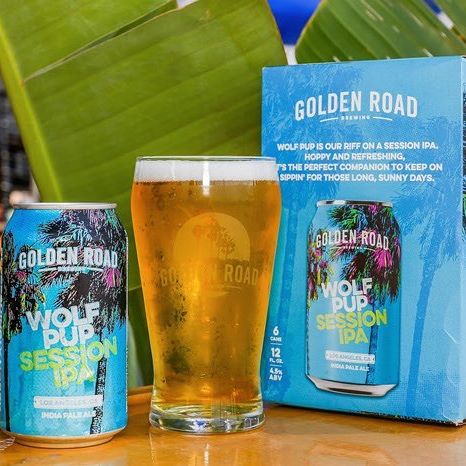 GOLDEN ROAD
BREWING
WOLF PUP IS OUR RIFF ON A SESSION IPA.
HOPPY AND REFRESHING,
IT'S THE PERFECT COMPANION TO KEEP ON
SIPPIN' FOR THOSE LONG, SUNNY DAYS.
GOLDEN ROAD
WOLF
PUP
SESSION
IPA
LOS ANGELES, CA
INDIA PALE ALE
6
CANS
12
FL. OZ.
4.5%
ABV
GOLDEN ROAD
GOLDEN ROAD
BREWING
WOLF
PUP
SESSION
IPA
LOS ANGELES, CA
INDIA PALE ALE